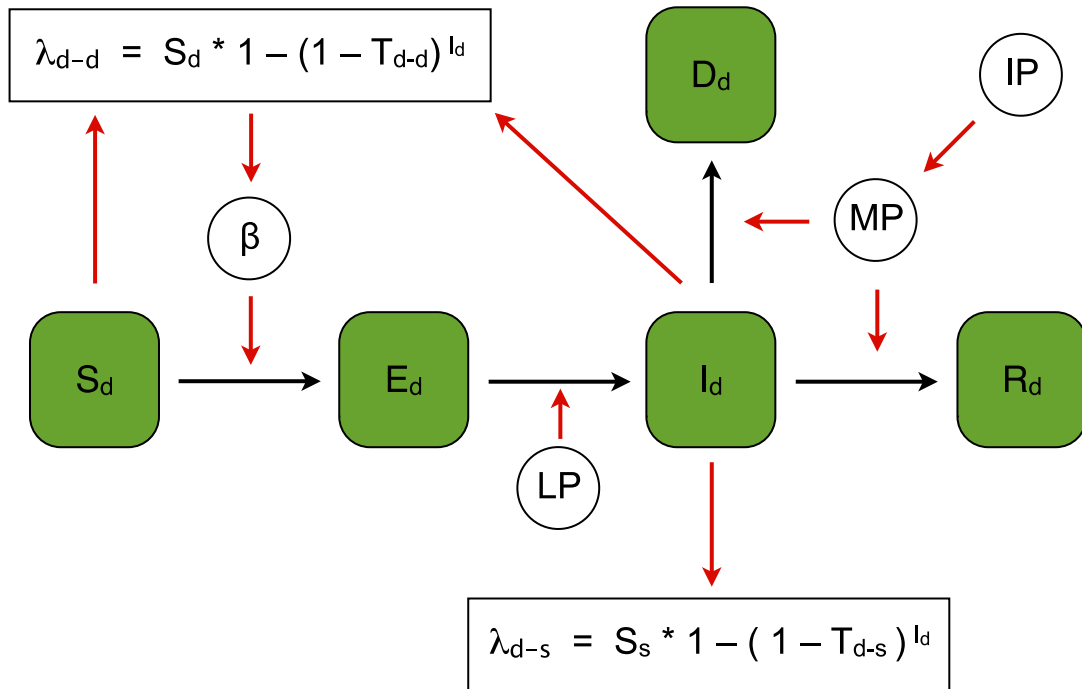 λd-d = Sd * 1 – (1 – Td-d) Id
Dd
IP
MP
β
Sd
Ed
Id
Rd
LP
λd-s = Ss * 1 – ( 1 – Td-s) Id